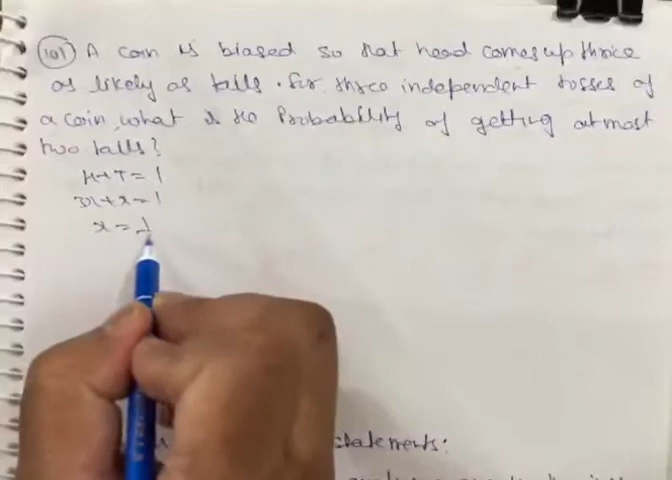 (101) A coin is biased so that head comes up thrice
as likely as tails. For three independent tosses of
a coin, what is the Probability of getting atmost
two tails?
H+T=1
3x+x=1
x=1
statements: